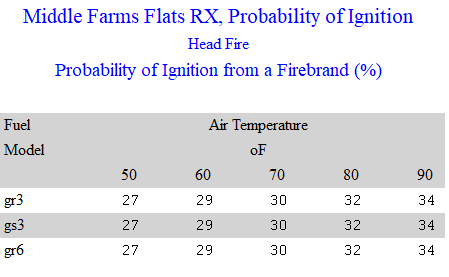 Middle Farms Flats RX, Probability of Ignition
Head Fire
Probability of Ignition from a Firebrand (%)
Fuel Air Temperature
Model oF
50 60 70 80 90
gr3 27 29 30 32 34
gs3 27 29 30 32 34
gr6 27 29 30 32 34